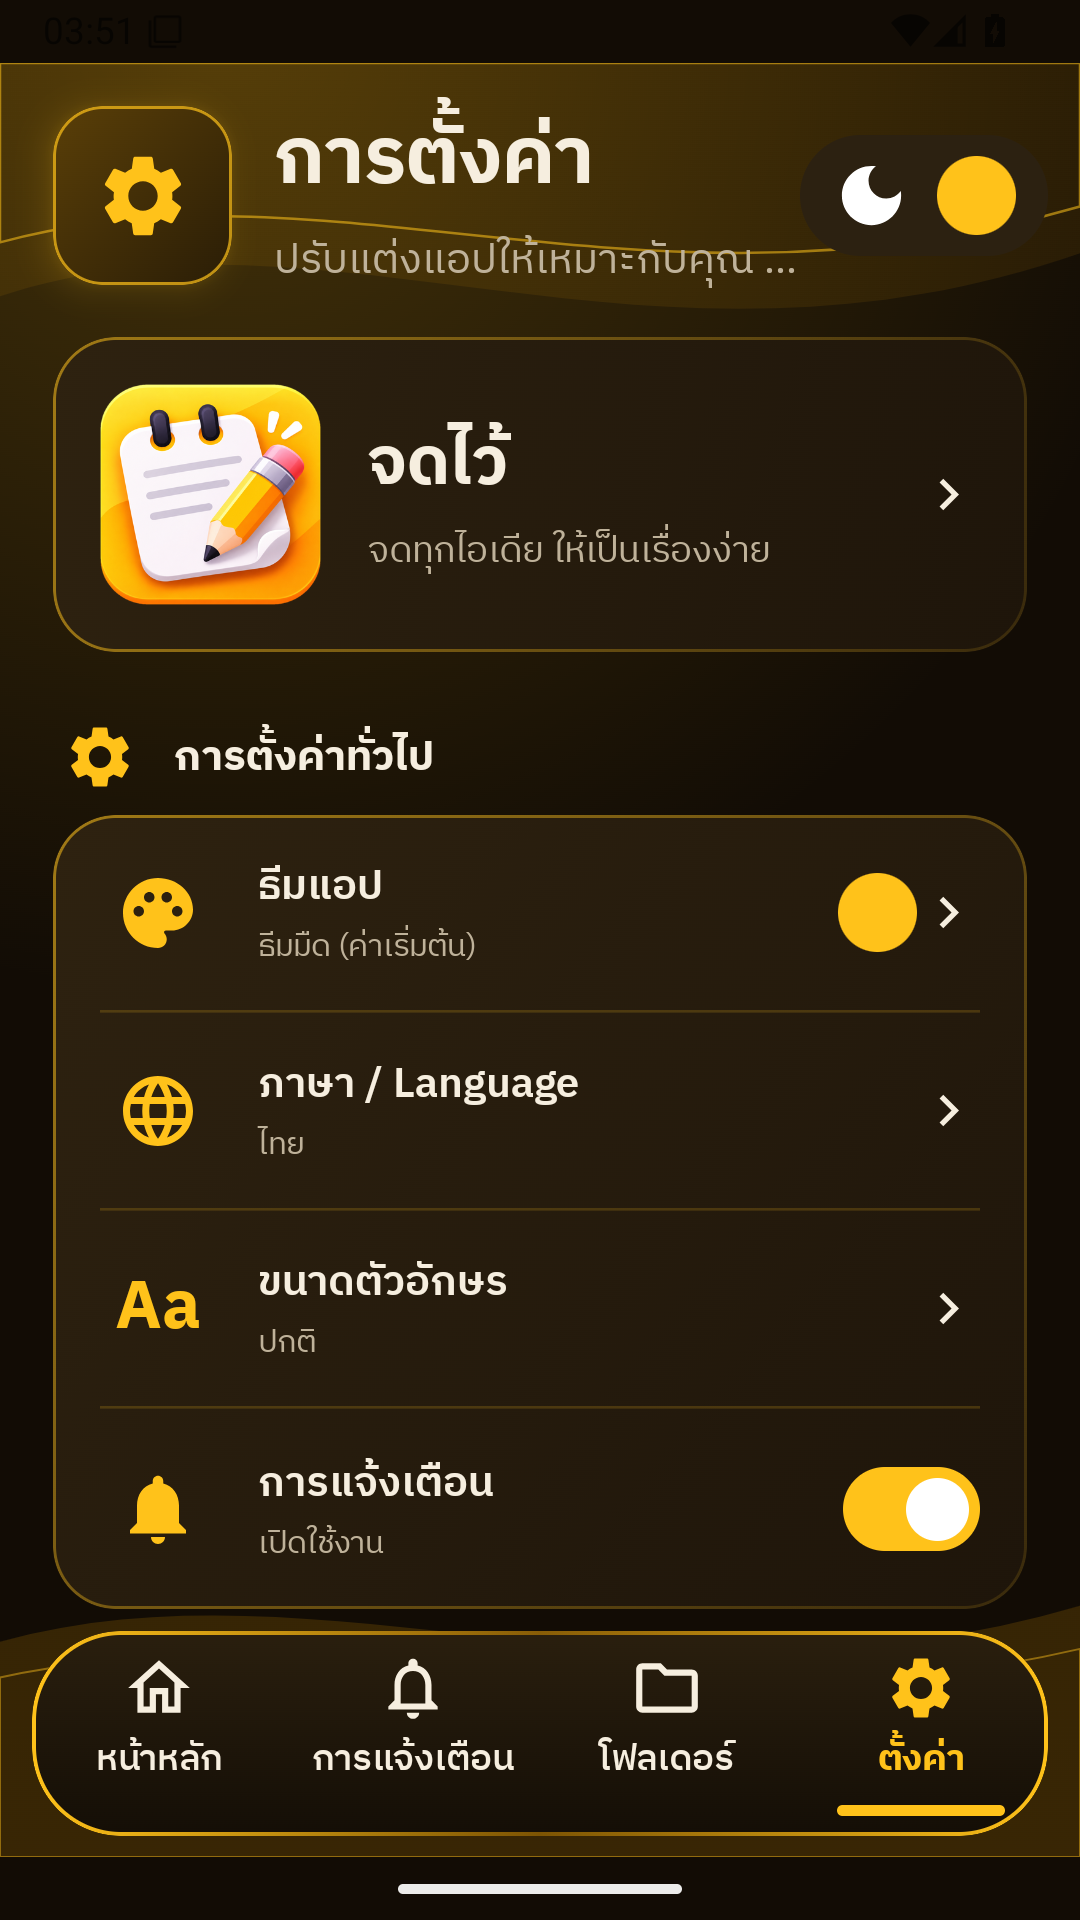 03:51
การตั้งค่า
ปรับแต่งแอปให้เหมาะกับคุณ ...
จดไว้
จดทุกไอเดีย ให้เป็นเรื่องง่าย
การตั้งค่าทั่วไป
ธีมแอป
ธีมมืด (ค่าเริ่มต้น)
ภาษา / Language
ไทย
Aa
ขนาดตัวอักษร
ปกติ
การแจ้งเตือน
เปิดใช้งาน
หน้าหลัก
การแจ้งเตือน
โฟลเดอร์
ตั้งค่า